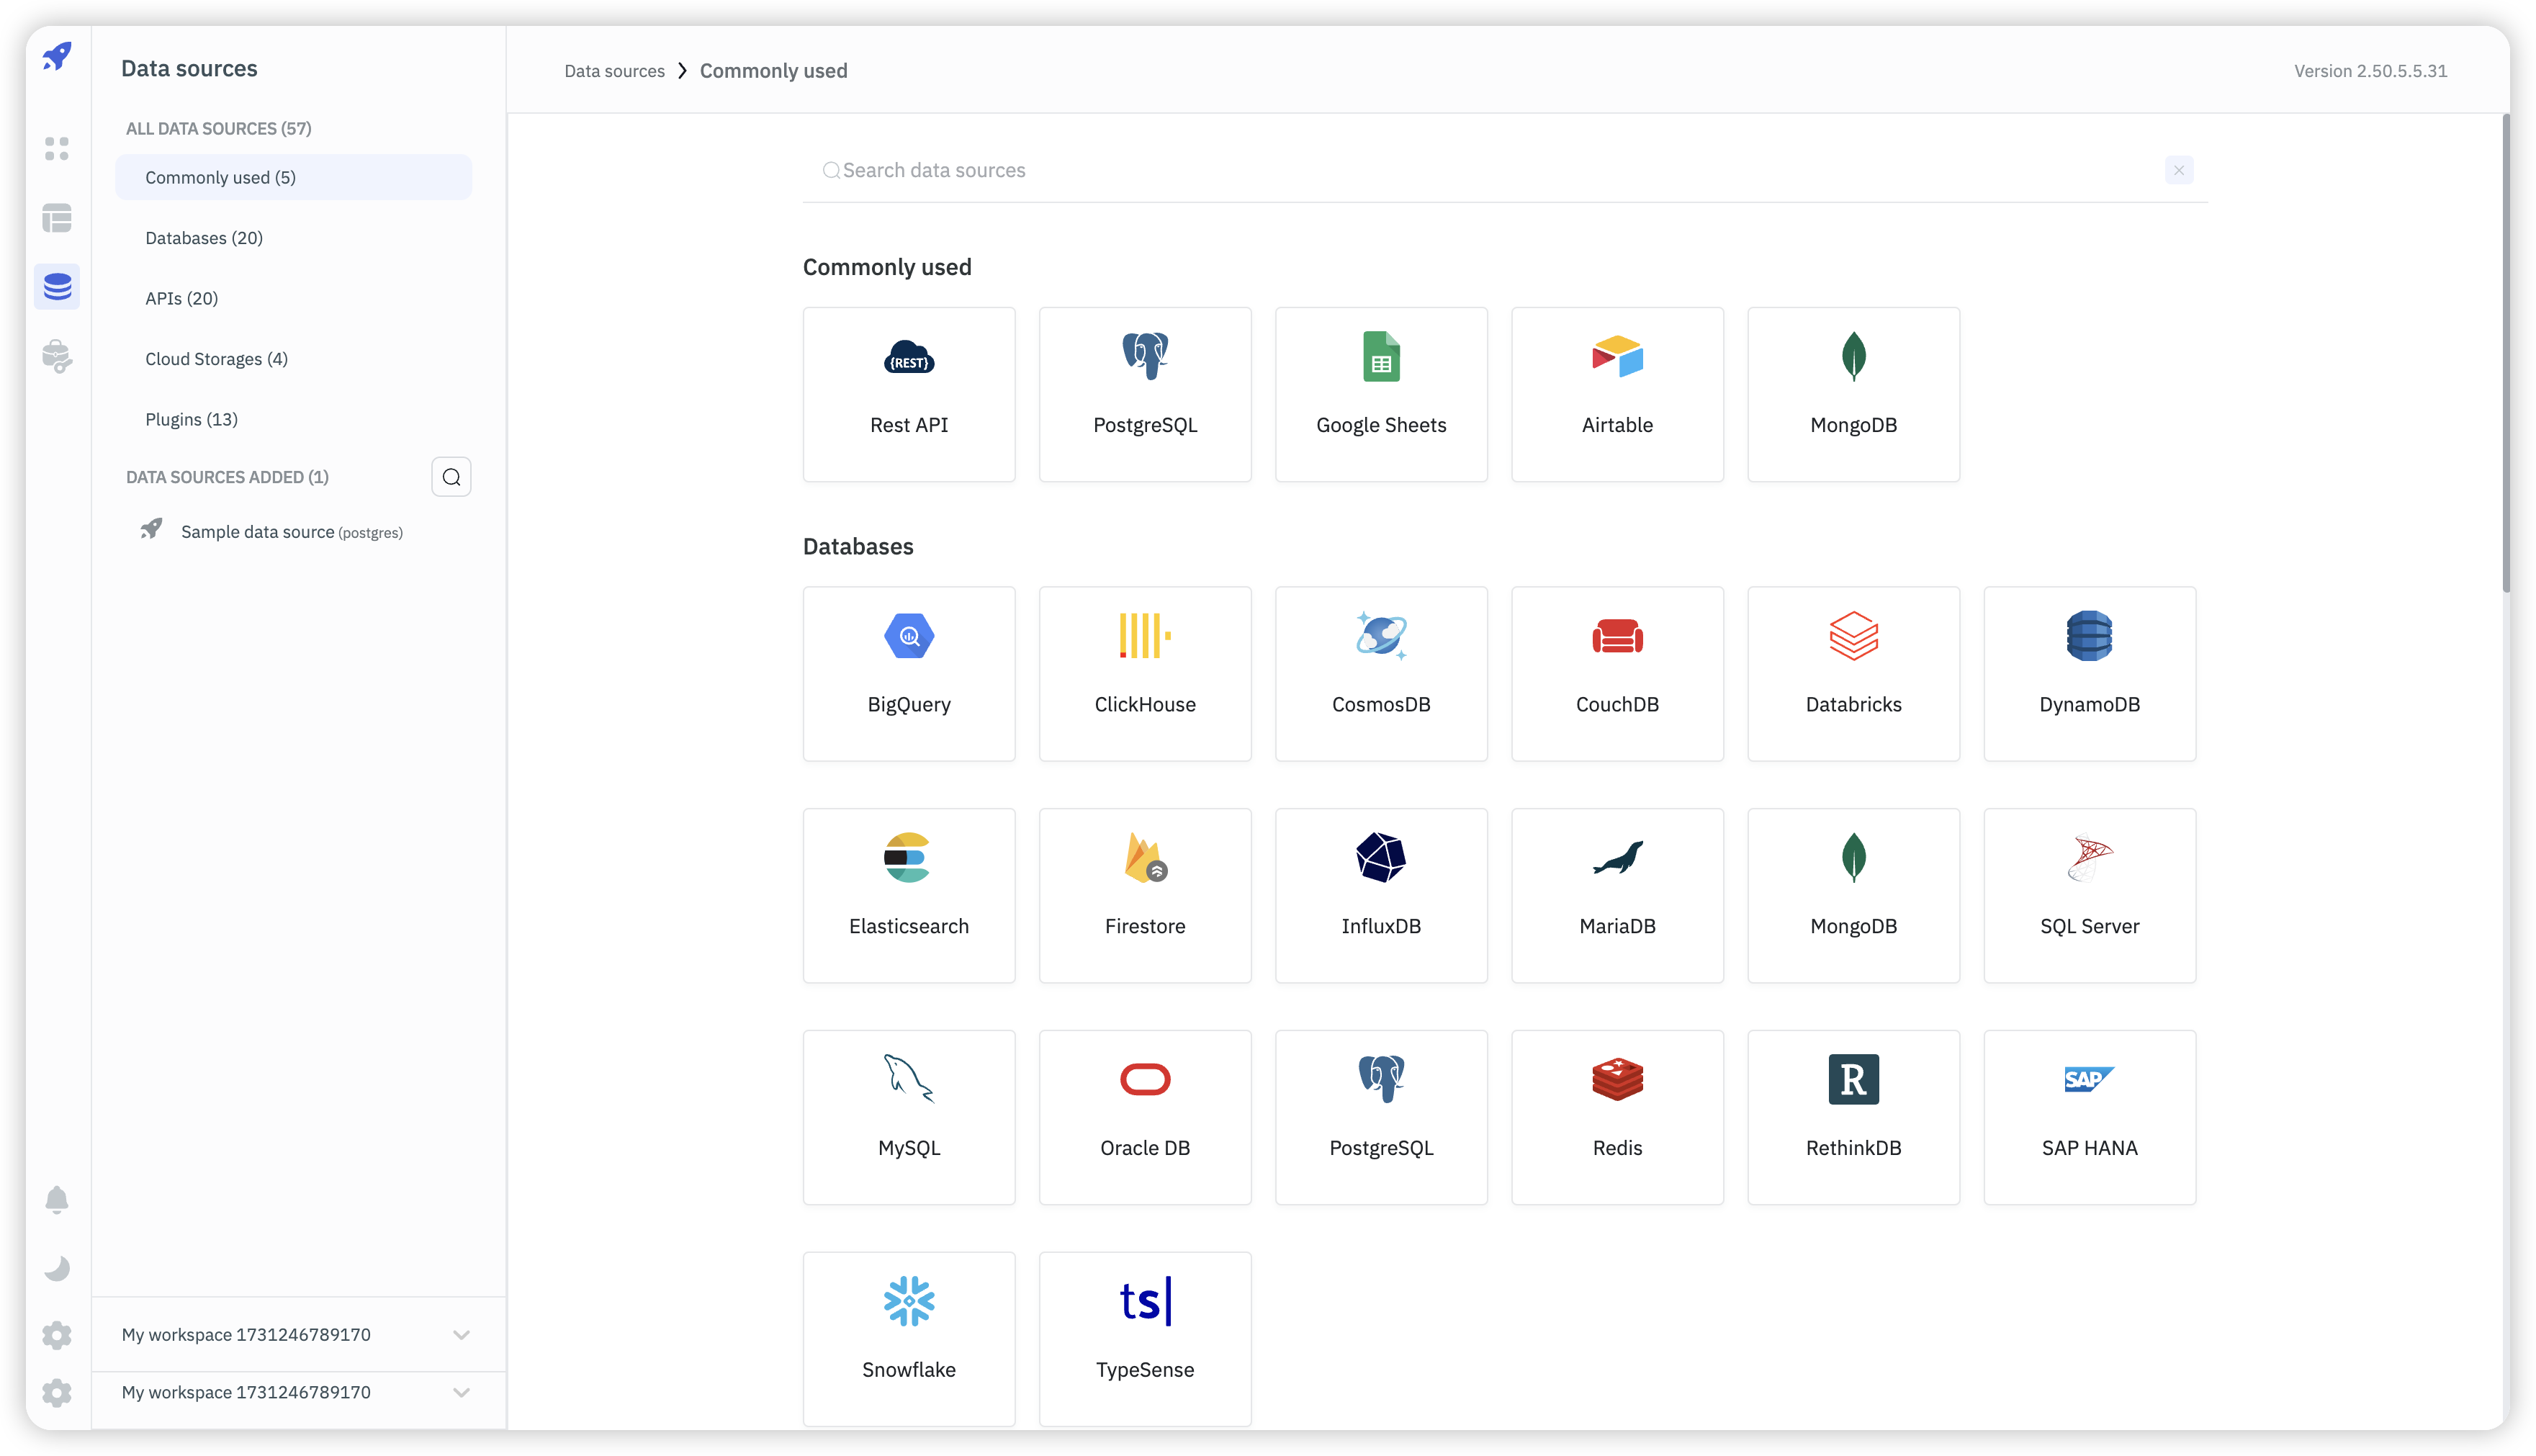 Data sources
ALL DATA SOURCES (57)
Commonly used (5)
Databases (20)
APIs (20)
Cloud Storages (4)
Plugins (13)
DATA SOURCES ADDED (1)
Sample data source (postgres)
My workspace 1731246789170
My workspace 1731246789170
Data sources > Commonly used
Version 2.50.5.5.31
Search data sources
Commonly used
{REST}
Rest API
PostgreSQL
Google Sheets
Airtable
MongoDB
Databases
BigQuery
ClickHouse
CosmosDB
CouchDB
Databricks
DynamoDB
Elasticsearch
Firestore
InfluxDB
MariaDB
MongoDB
SQL Server
MySQL
Oracle DB
PostgreSQL
Redis
R
RethinkDB
SAP
SAP HANA
Snowflake
ts|
TypeSense